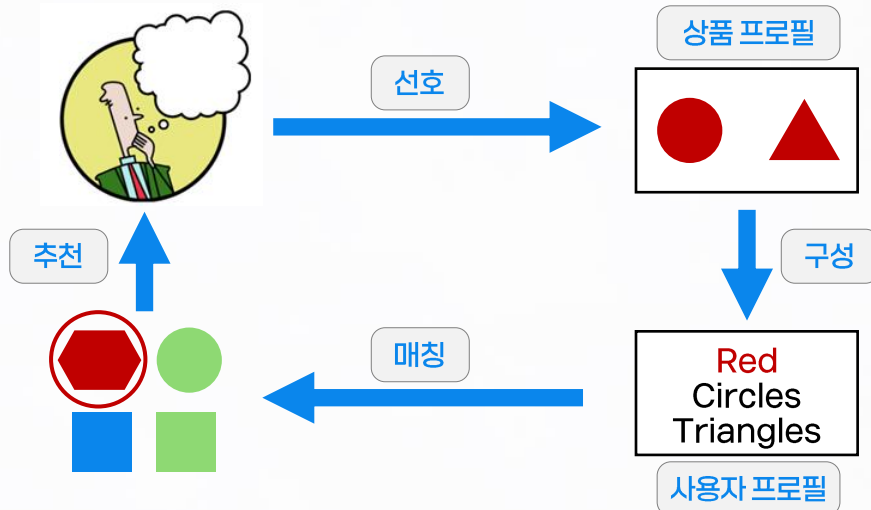 상품 프로필
선호
추천
구성
매칭
Red
Circles
Triangles
사용자 프로필